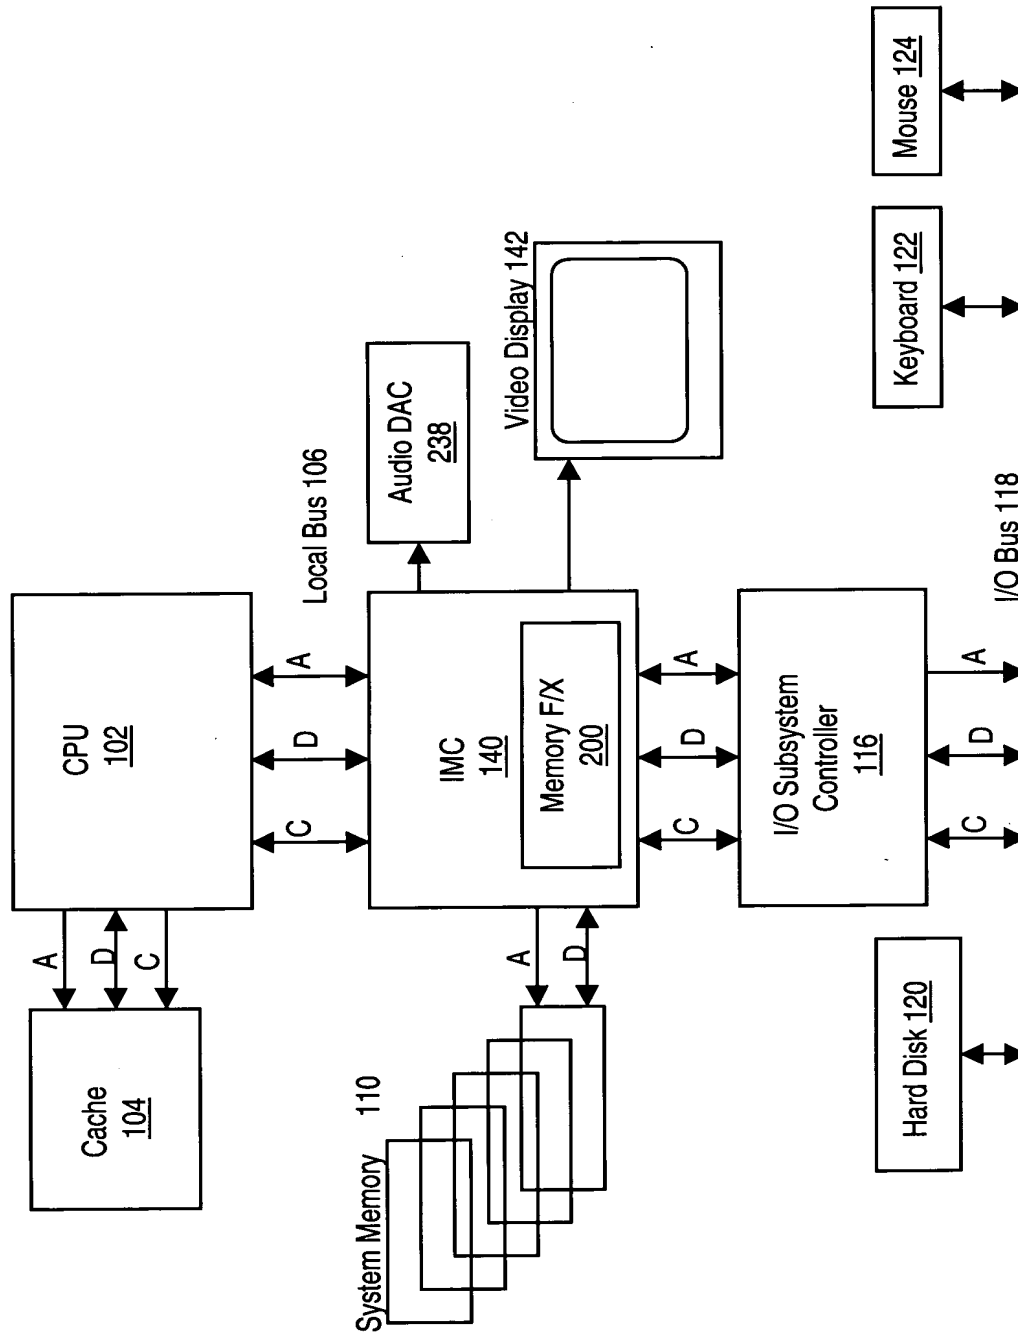 Cache
104
A
D
C
CPU
102
C
D
A
Local Bus 106
System Memory
110
A
D
IMC
140
Memory F/X
200
Audio DAC
238
Video Display 142
C
D
A
I/O Subsystem
Controller
116
Hard Disk 120
C
D
A
I/O Bus 118
Keyboard 122
Mouse 124